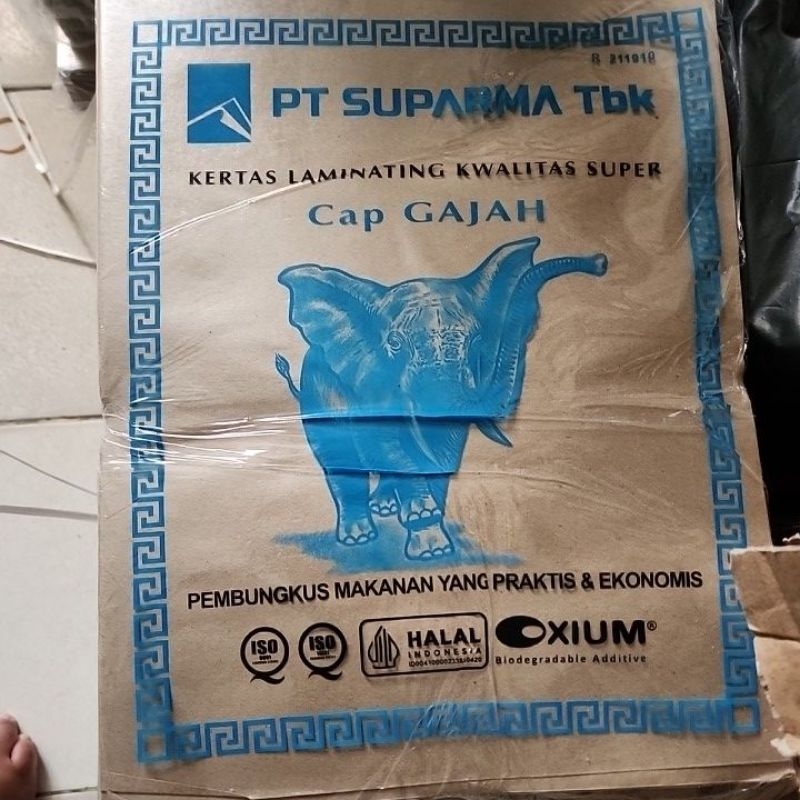 PT SUPARMA Tbk
KERTAS LAMINATING KWALITAS SUPER
Cap GAJAH
PEMBUNGKUS MAKANAN YANG PRAKTIS & EKONOMIS
ISO
9001
ISO
HALAL
INDONESIA
OXIUM®
Biodegradable Additive